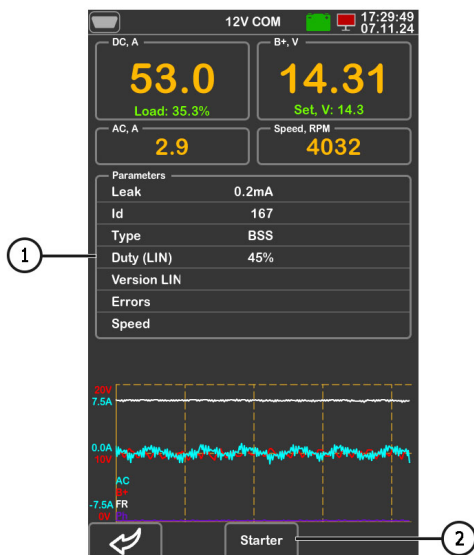 12V COM
17:29:49
07.11.24
DC, A
53.0
Load: 35.3%
B+, V
14.31
Set, V: 14.3
AC, A
2.9
Speed, RPM
4032
Parameters
Leak 0.2mA
Id 167
Type BSS
Duty (LIN) 45%
Version LIN
Errors
Speed
1
20V
7.5A
0.0A
10V
AC
B+
-7.5A FR
0V Ph
Starter
2